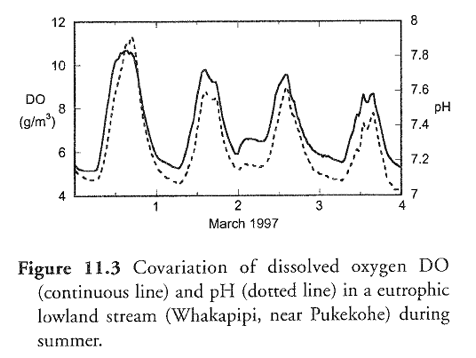 12
10
8
6
4
DO
(g/m³)
8
7.8
7.6
7.4
7.2
7
pH
1 2 3 4
March 1997
Figure 11.3 Covariation of dissolved oxygen DO
(continuous line) and pH (dotted line) in a eutrophic
lowland stream (Whakapipi, near Pukekohe) during
summer.